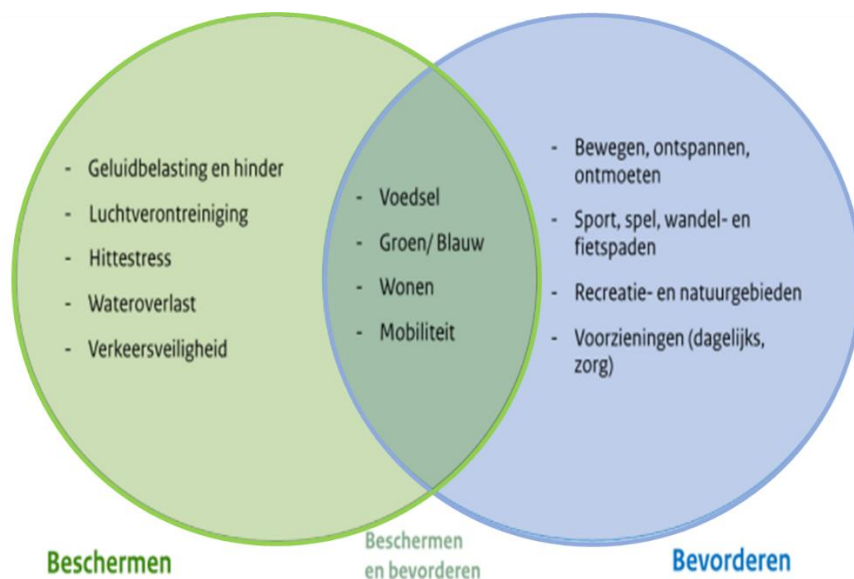 - Geluidbelasting en hinder
- Luchtverontreiniging
- Hittestress
- Wateroverlast
- Verkeersveiligheid
- Voedsel
- Groen/ Blauw
- Wonen
- Mobiliteit
- Bewegen, ontspannen,
ontmoeten
- Sport, spel, wandel- en
fietspaden
- Recreatie- en natuurgebieden
- Voorzieningen (dagelijks,
zorg)
Beschermen
Beschermen
en bevorderen
Bevorderen